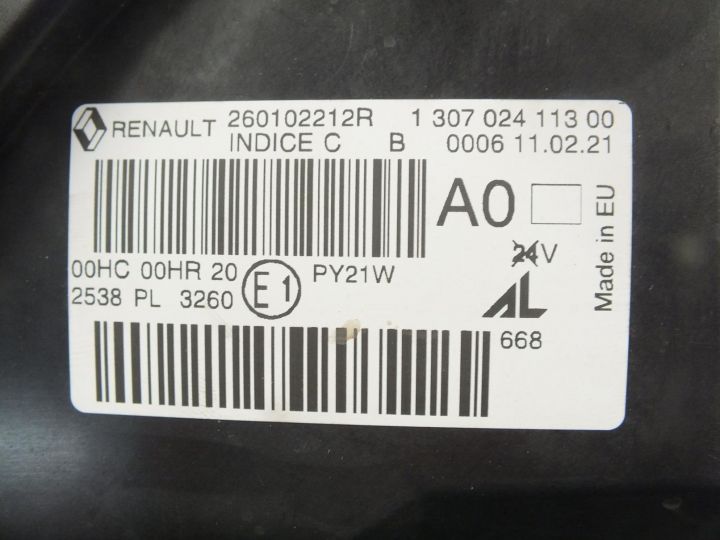 RENAULT 260102212R 1 307 024 113 00
INDICE C B 0006 11.02.21
A0
Made in EU
24V
00HC 00HR 20 E1 PY21W
2538 PL 3260
AL
668